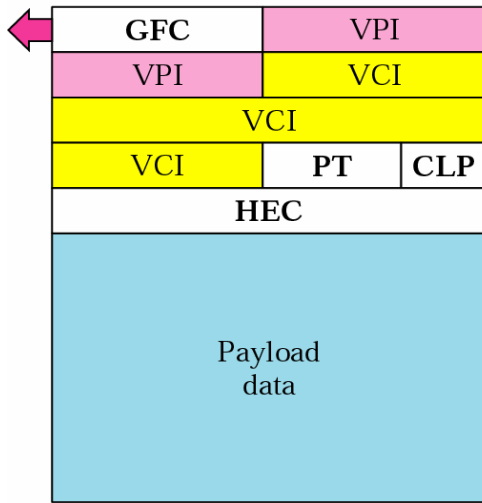 GFC VPI
VPI VCI
VCI
VCI PT CLP
HEC
Payload
data